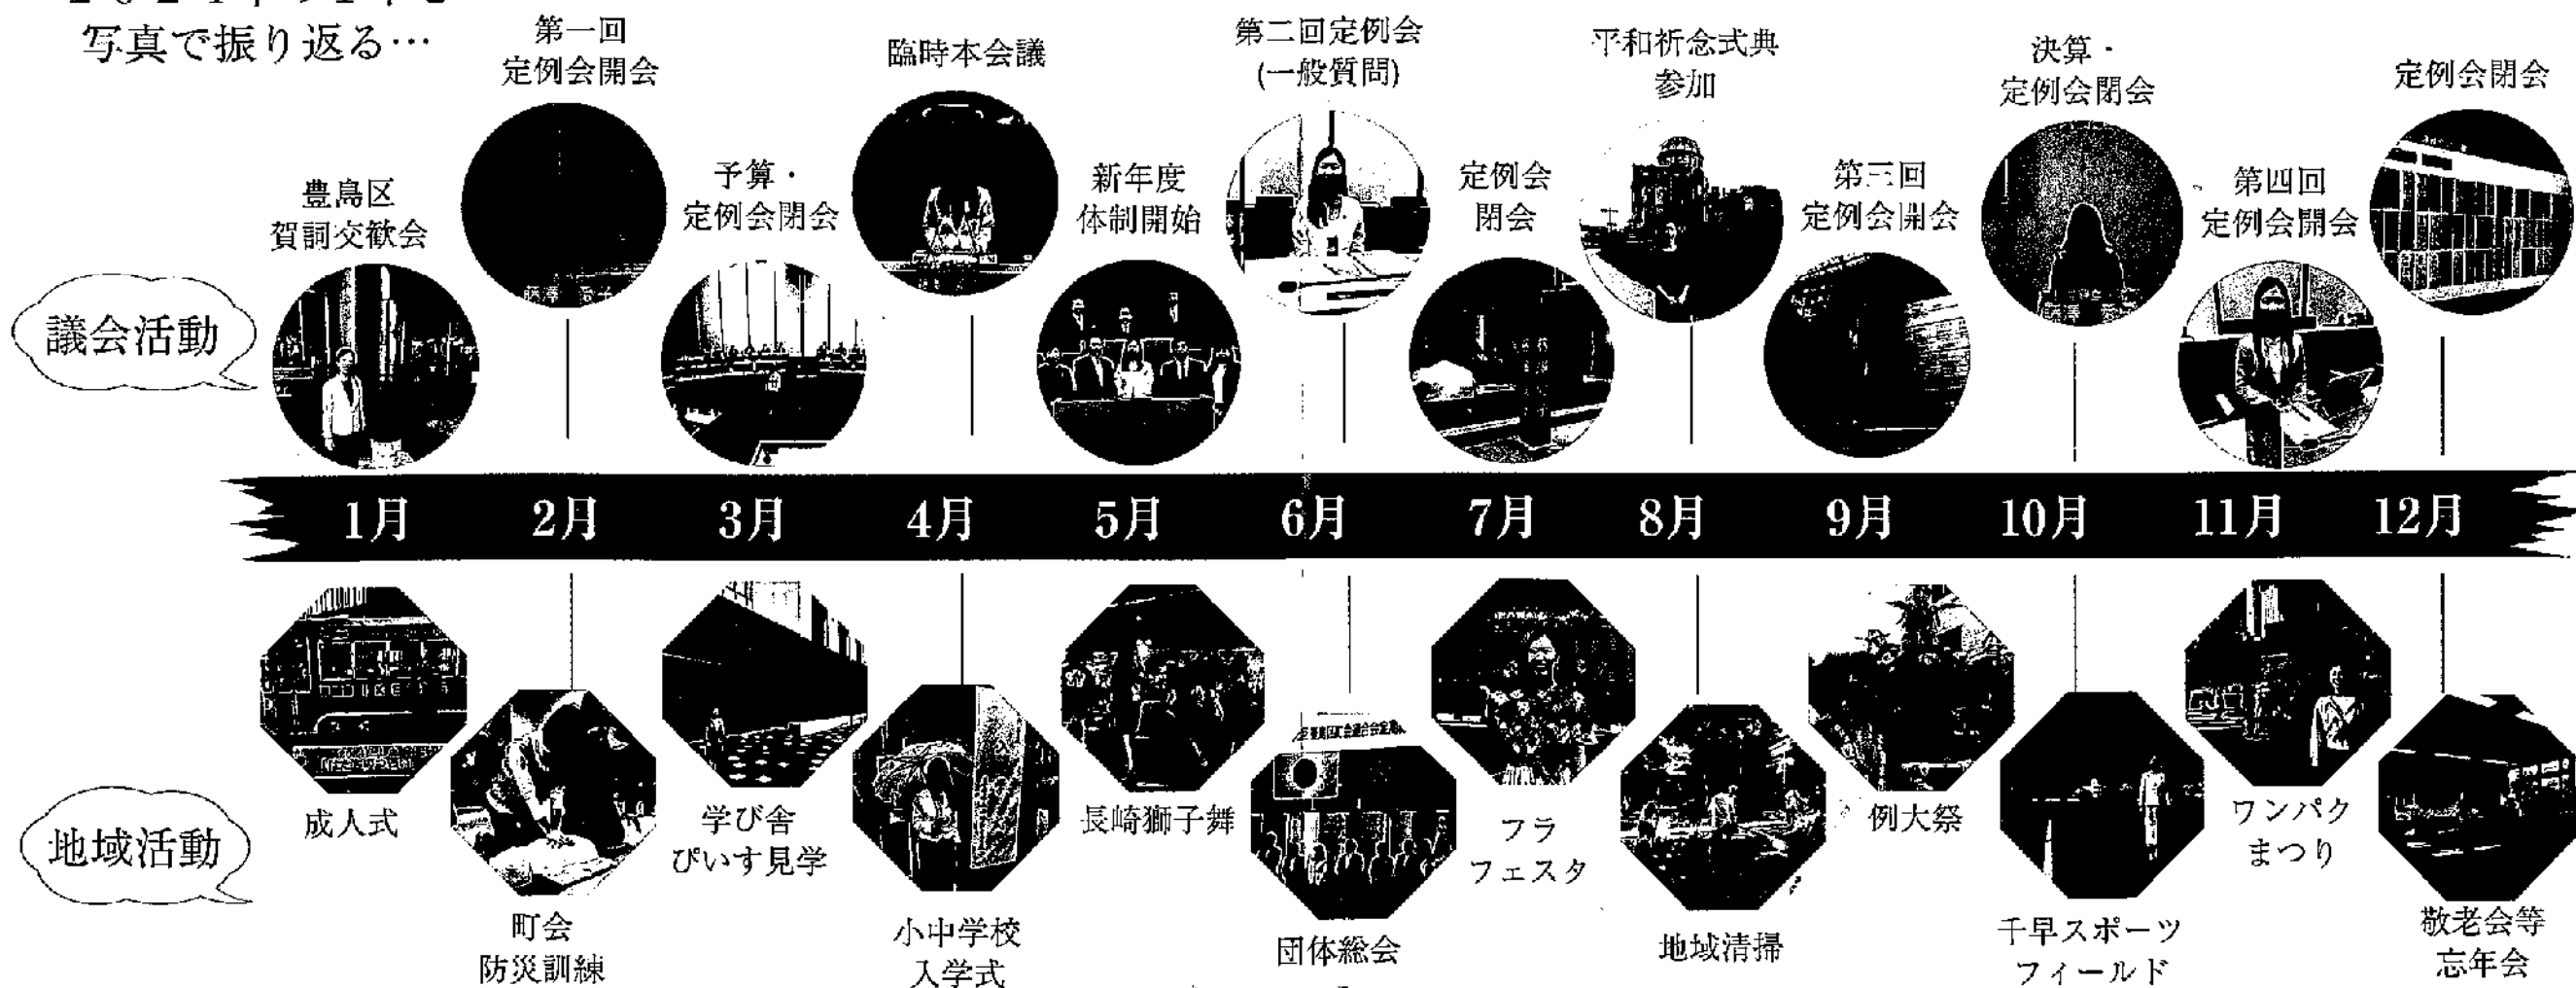 写真で振り返る…
議会活動
豊島区
賀詞交歓会
第一回
定例会開会
予算・
定例会閉会
臨時本会議
新年度
体制開始
第二回定例会
(一般質問)
定例会
閉会
平和祈念式典
参加
第三回
定例会開会
決算・
定例会閉会
第四回
定例会開会
定例会閉会
1月 2月 3月 4月 5月 6月 7月 8月 9月 10月 11月 12月
地域活動
成人式
町会
防災訓練
学び舎
ぴいす見学
小中学校
入学式
長崎獅子舞
団体総会
フラ
フェスタ
地域清掃
例大祭
千早スポーツ
フィールド
ワンパク
まつり
敬老会等
忘年会